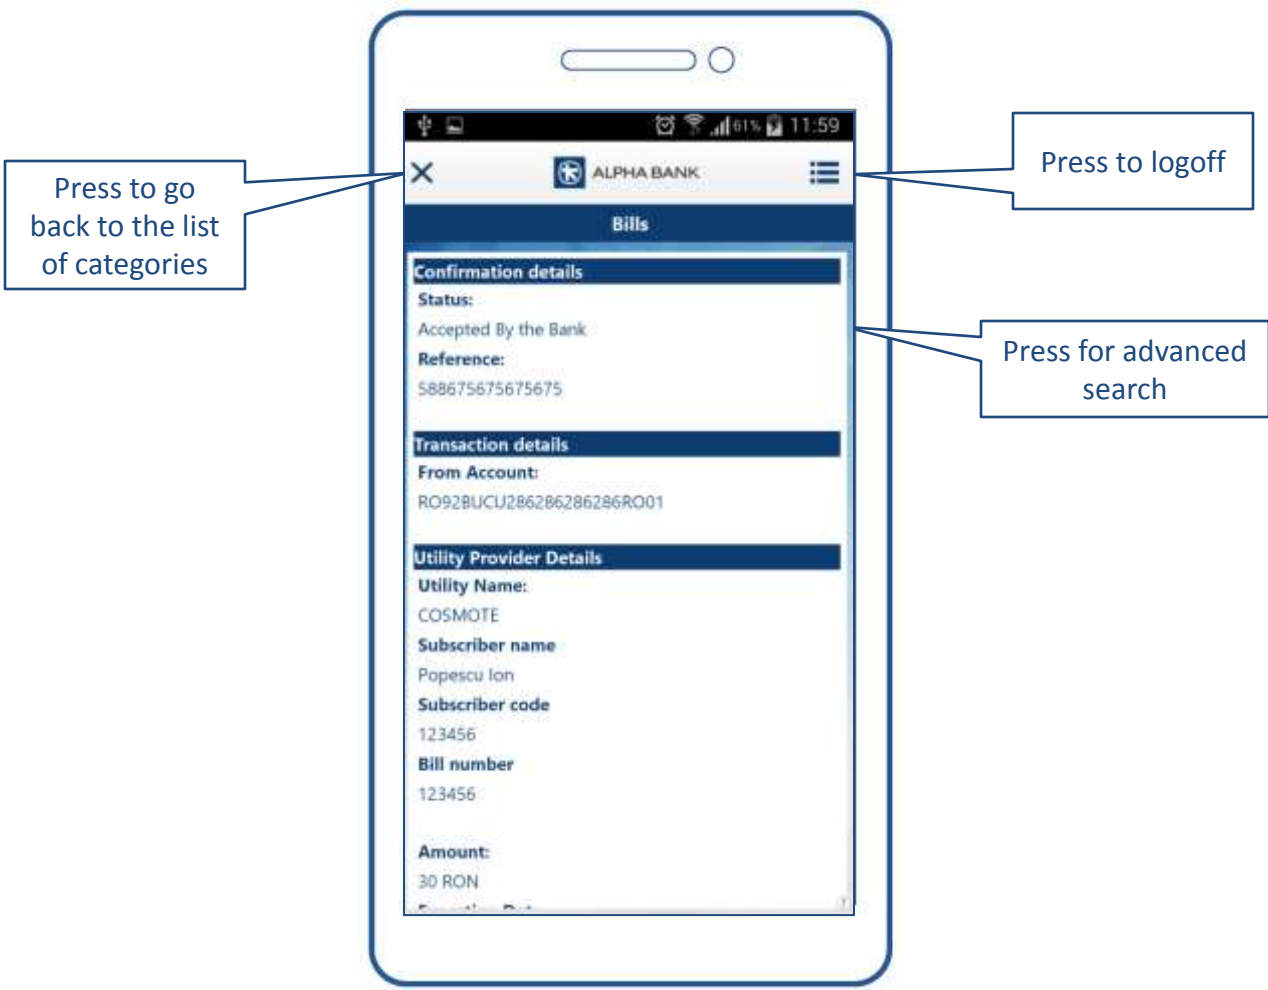 61% 11:59
ALPHA BANK
Press to logoff
Press to go
back to the list
of categories
Bills
Confirmation details
Status:
Accepted By the Bank
Reference:
588675675675675
Press for advanced
search
Transaction details
From Account:
RO92BUCU286286286286RO01
Utility Provider Details
Utility Name:
COSMOTE
Subscriber name
Popescu Ion
Subscriber code
123456
Bill number
123456
Amount:
30 RON